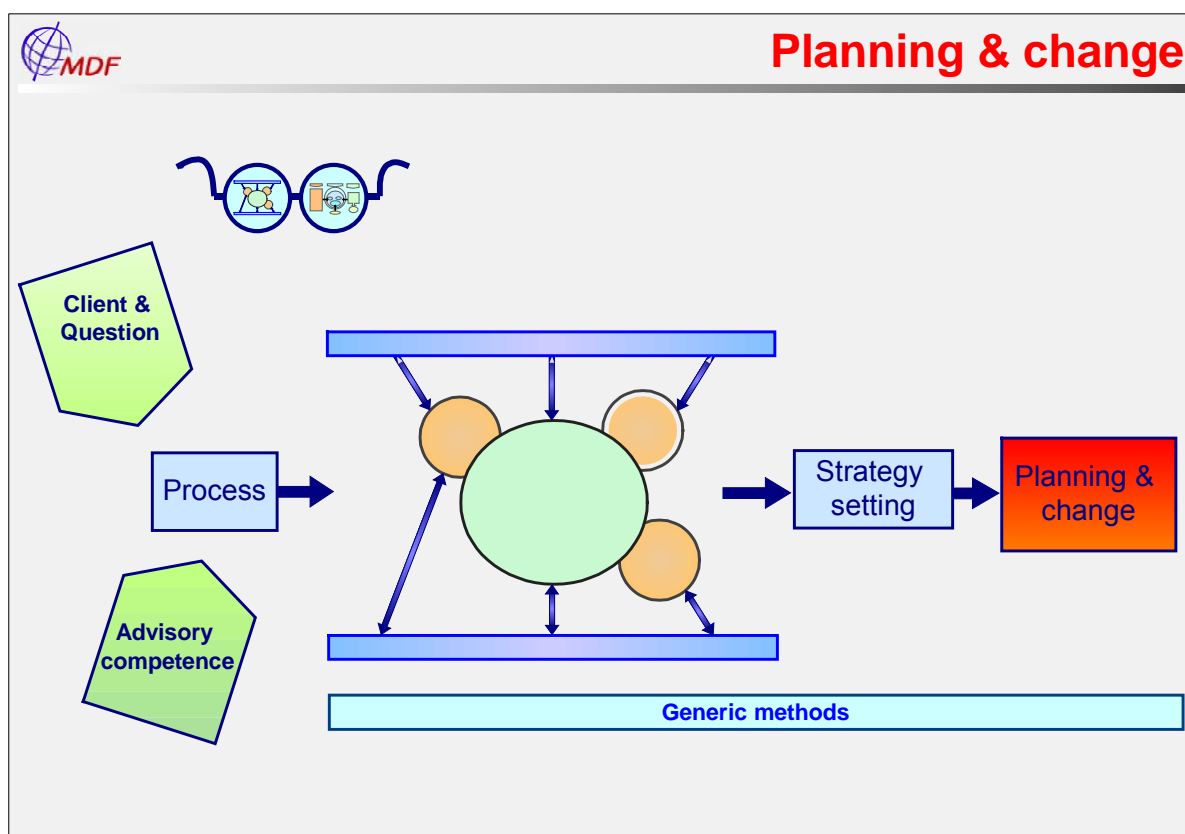 MDF
Planning & change
Client &
Question
Process
Strategy
setting
Planning &
change
Advisory
competence
Generic methods